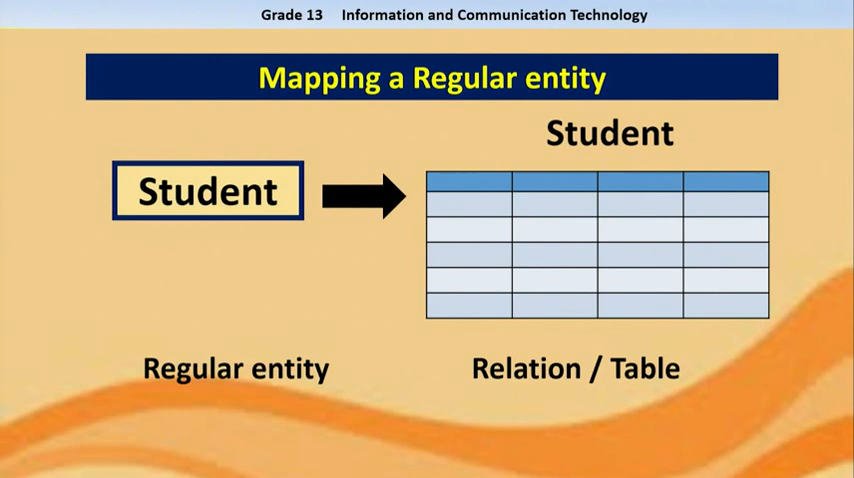 Grade 13 Information and Communication Technology
Mapping a Regular entity
Student
Student
Regular entity
Relation / Table